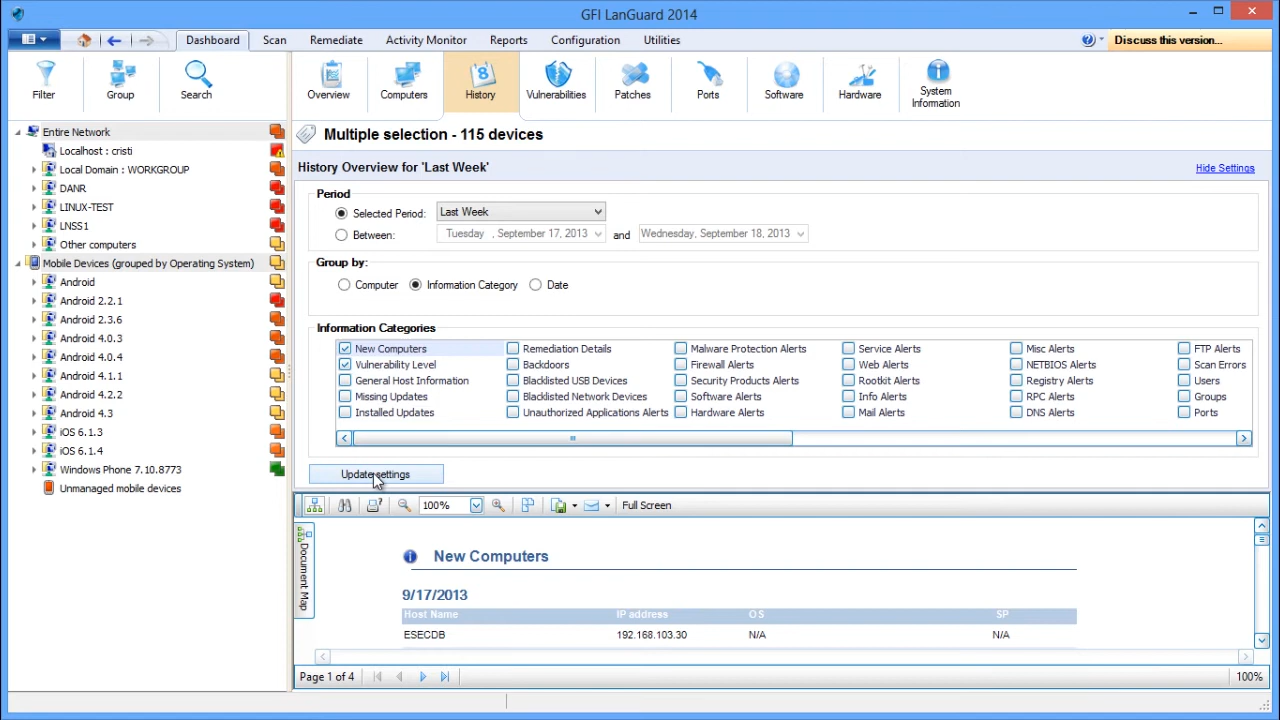 GFI LanGuard 2014
Dashboard Scan Remediate Activity Monitor Reports Configuration Utilities Discuss this version...
Filter Group Search Overview Computers History Vulnerabilities Patches Ports Software Hardware System Information
Entire Network
Localhost : cristi
Local Domain : WORKGROUP
DANR
LINUX-TEST
LNSS1
Other computers
Mobile Devices (grouped by Operating System)
Android
Android 2.2.1
Android 2.3.6
Android 4.0.3
Android 4.0.4
Android 4.1.1
Android 4.2.2
Android 4.3
iOS 6.1.3
iOS 6.1.4
Windows Phone 7.10.8773
Unmanaged mobile devices
Multiple selection - 115 devices
History Overview for 'Last Week' Hide Settings
Period
Selected Period: Last Week
Between: Tuesday , September 17, 2013 and Wednesday, September 18, 2013
Group by:
Computer Information Category Date
Information Categories
New Computers Remediation Details Malware Protection Alerts Service Alerts Misc Alerts FTP Alerts
Vulnerability Level Backdoors Firewall Alerts Web Alerts NETBIOS Alerts Scan Errors
General Host Information Blacklisted USB Devices Security Products Alerts Rootkit Alerts Registry Alerts Users
Missing Updates Blacklisted Network Devices Software Alerts Info Alerts RPC Alerts Groups
Installed Updates Unauthorized Applications Alerts Hardware Alerts Mail Alerts DNS Alerts Ports
Update settings
100% Full Screen
Document Map
New Computers
9/17/2013
Host Name IP address OS SP
ESECDB 192.168.103.30 N/A N/A
Page 1 of 4 100%